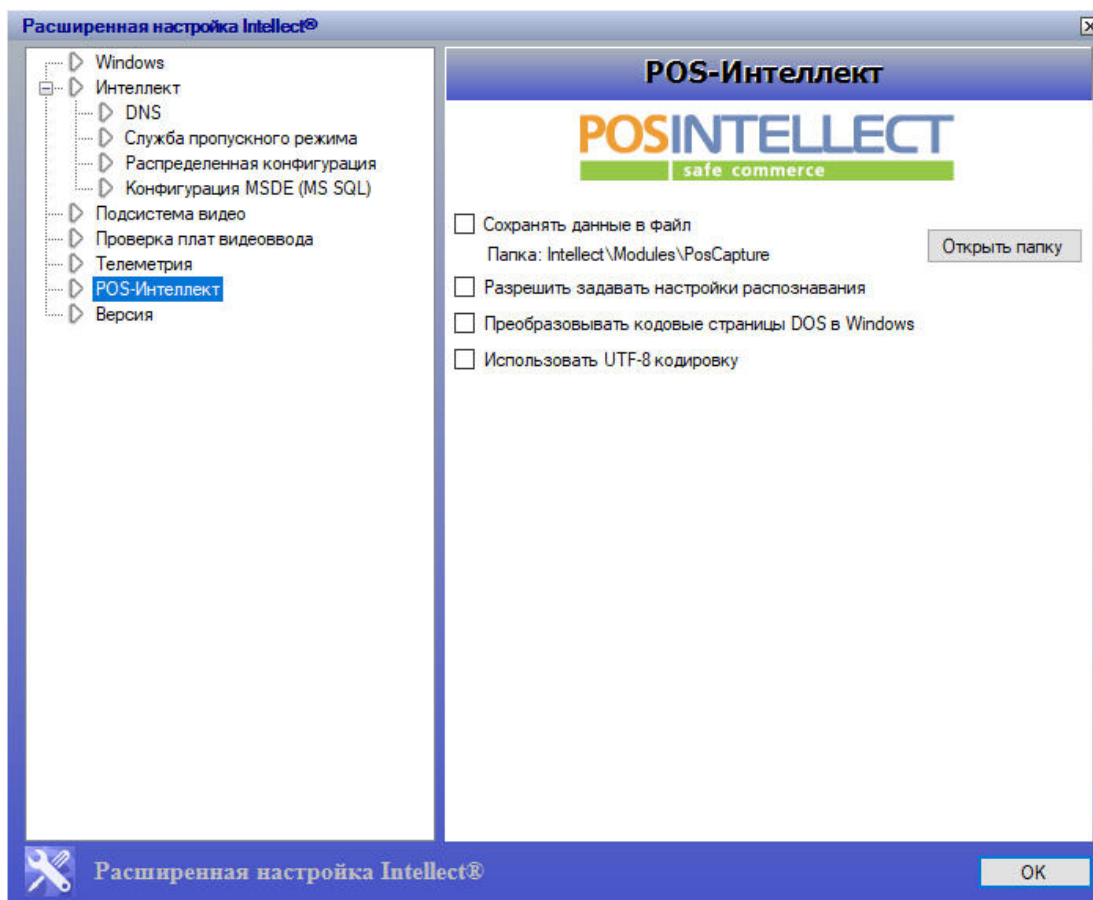 Расширенная настройка Intellect®
Windows
Интеллект
DNS
Служба пропускного режима
Распределенная конфигурация
Конфигурация MSDE (MS SQL)
Подсистема видео
Проверка плат видеоввода
Телеметрия
POS-Интеллект
Версия
POS-Интеллект
POSINTELLECT
safe commerce
Сохранять данные в файл
Папка: Intellect\Modules\PosCapture
Открыть папку
Разрешить задавать настройки распознавания
Преобразовывать кодовые страницы DOS в Windows
Использовать UTF-8 кодировку
Расширенная настройка Intellect®
OK